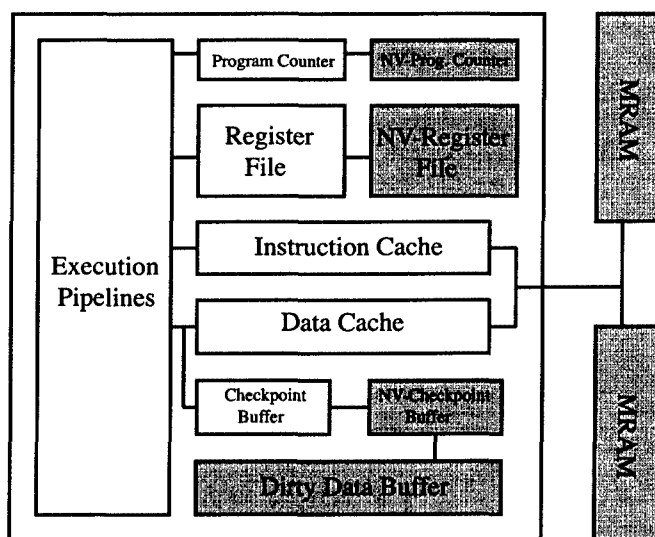 Program Counter
NV-Prog. Counter
MRAM
Register
File
NV-Register
File
Execution
Pipelines
Instruction Cache
Data Cache
Checkpoint
Buffer
NV-Checkpoint
Buffer
MRAM
Dirty Data Buffer